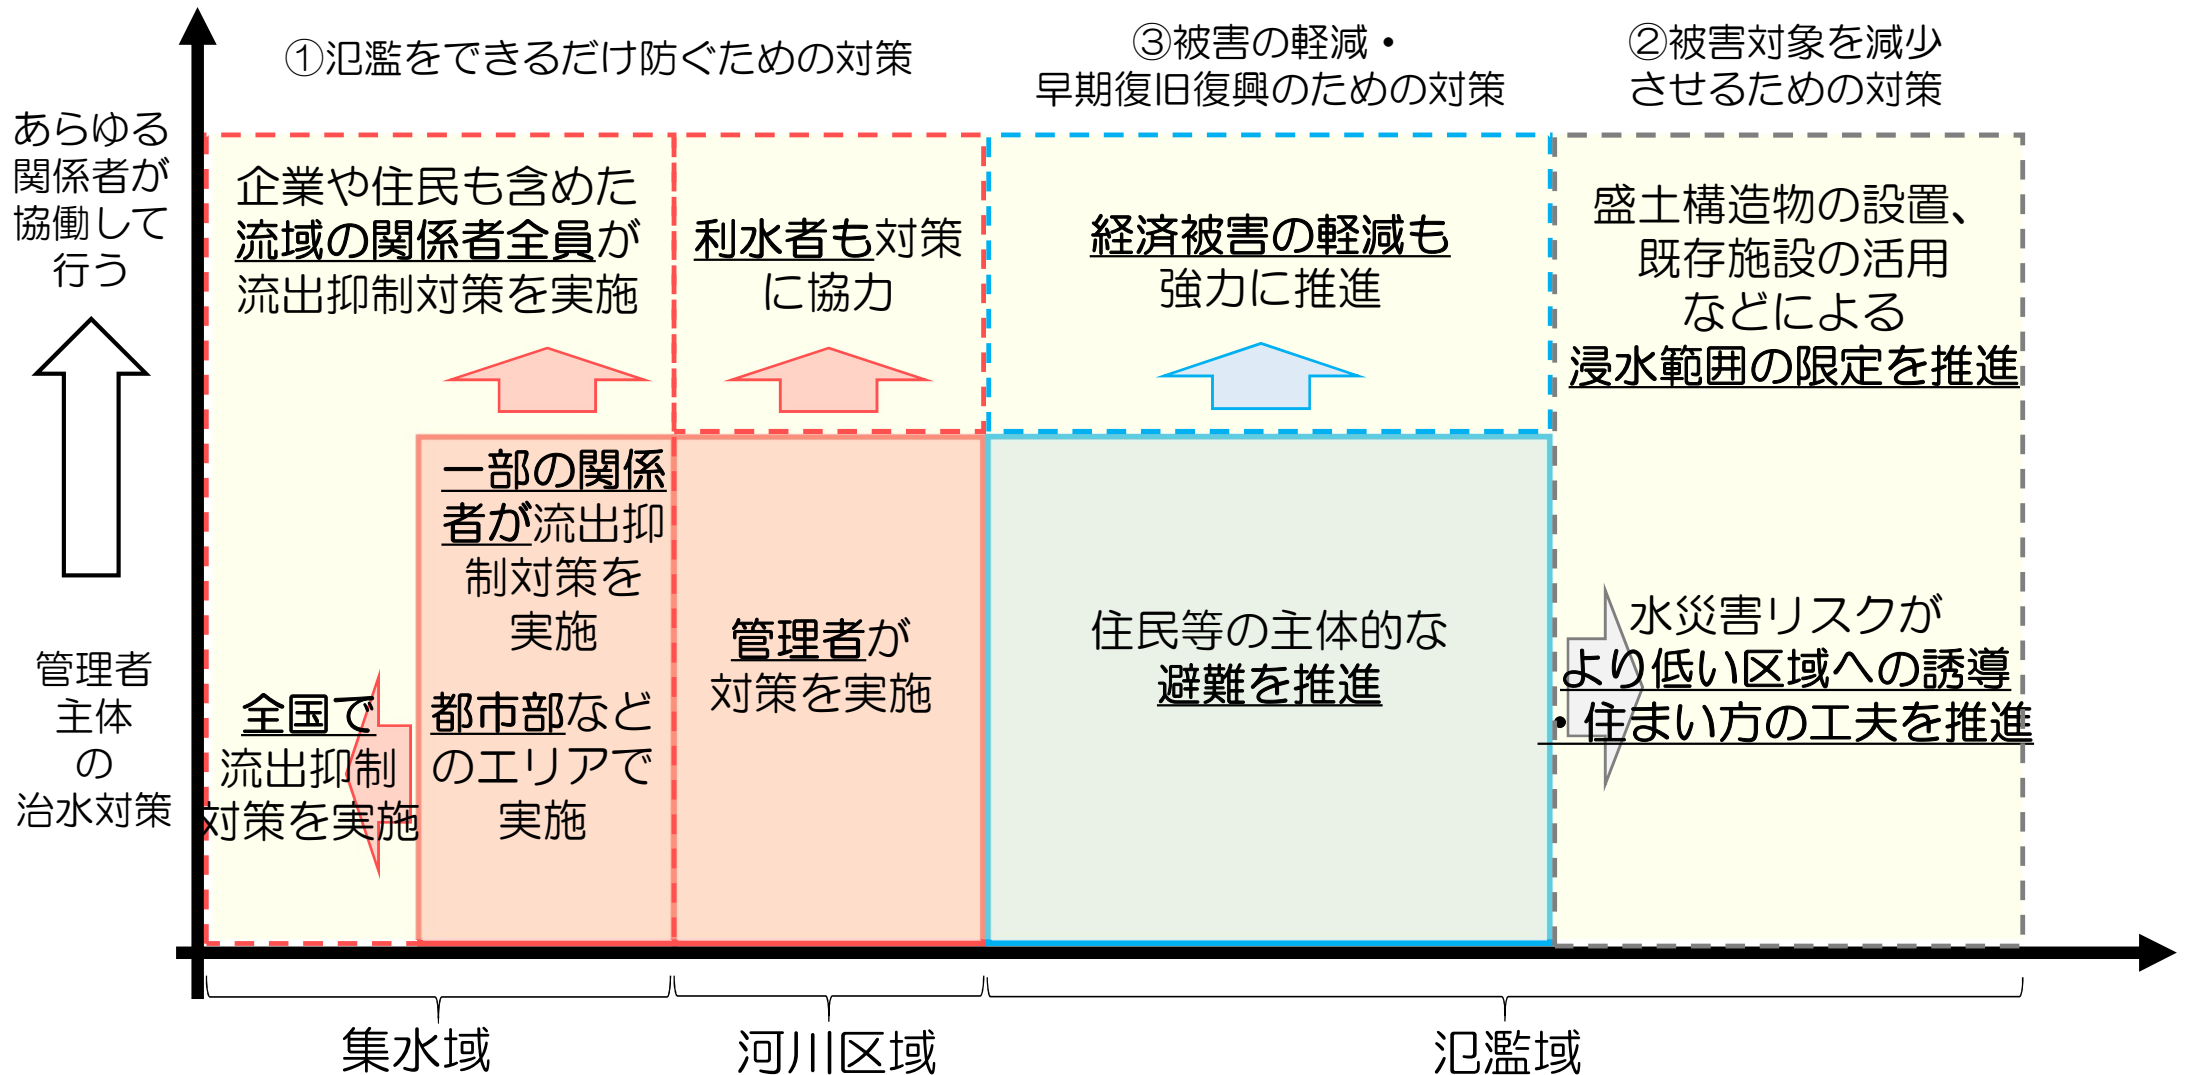 ①氾濫をできるだけ防ぐための対策
③被害の軽減・
早期復旧復興のための対策
②被害対象を減少
させるための対策
あらゆる
関係者が
協働して
行う
管理者
主体
の
治水対策
企業や住民も含めた
流域の関係者全員が
流出抑制対策を実施
利水者も対策
に協力
経済被害の軽減も
強力に推進
盛土構造物の設置、
既存施設の活用
などによる
浸水範囲の限定を推進
全国で
流出抑制
対策を実施
一部の関係
者が流出抑
制対策を
実施
都市部など
のエリアで
実施
管理者が
対策を実施
住民等の主体的な
避難を推進
水災害リスクが
より低い区域への誘導
・住まい方の工夫を推進
集水域
河川区域
氾濫域